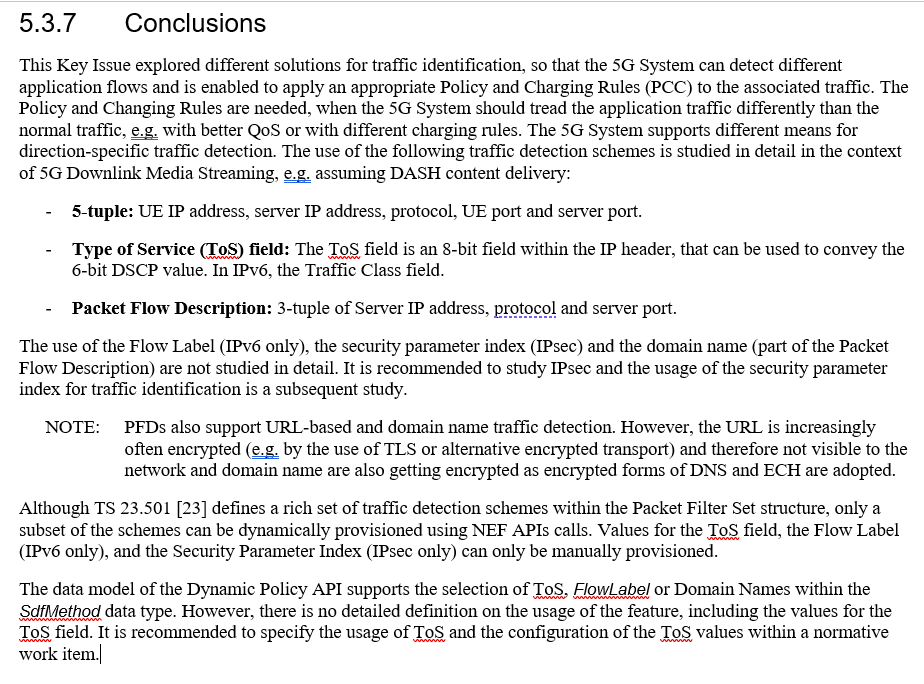 5.3.7 Conclusions
This Key Issue explored different solutions for traffic identification, so that the 5G System can detect different
application flows and is enabled to apply an appropriate Policy and Charging Rules (PCC) to the associated traffic. The
Policy and Changing Rules are needed, when the 5G System should tread the application traffic differently than the
normal traffic, e.g. with better QoS or with different charging rules. The 5G System supports different means for
direction-specific traffic detection. The use of the following traffic detection schemes is studied in detail in the context
of 5G Downlink Media Streaming, e.g. assuming DASH content delivery:
- 5-tuple: UE IP address, server IP address, protocol, UE port and server port.
- Type of Service (ToS) field: The ToS field is an 8-bit field within the IP header, that can be used to convey the
6-bit DSCP value. In IPv6, the Traffic Class field.
- Packet Flow Description: 3-tuple of Server IP address, protocol and server port.
The use of the Flow Label (IPv6 only), the security parameter index (IPsec) and the domain name (part of the Packet
Flow Description) are not studied in detail. It is recommended to study IPsec and the usage of the security parameter
index for traffic identification is a subsequent study.
NOTE: PFDs also support URL-based and domain name traffic detection. However, the URL is increasingly
often encrypted (e.g. by the use of TLS or alternative encrypted transport) and therefore not visible to the
network and domain name are also getting encrypted as encrypted forms of DNS and ECH are adopted.
Although TS 23.501 [23] defines a rich set of traffic detection schemes within the Packet Filter Set structure, only a
subset of the schemes can be dynamically provisioned using NEF APIs calls. Values for the ToS field, the Flow Label
(IPv6 only), and the Security Parameter Index (IPsec only) can only be manually provisioned.
The data model of the Dynamic Policy API supports the selection of ToS, FlowLabel or Domain Names within the
SdfMethod data type. However, there is no detailed definition on the usage of the feature, including the values for the
ToS field. It is recommended to specify the usage of ToS and the configuration of the ToS values within a normative
work item.